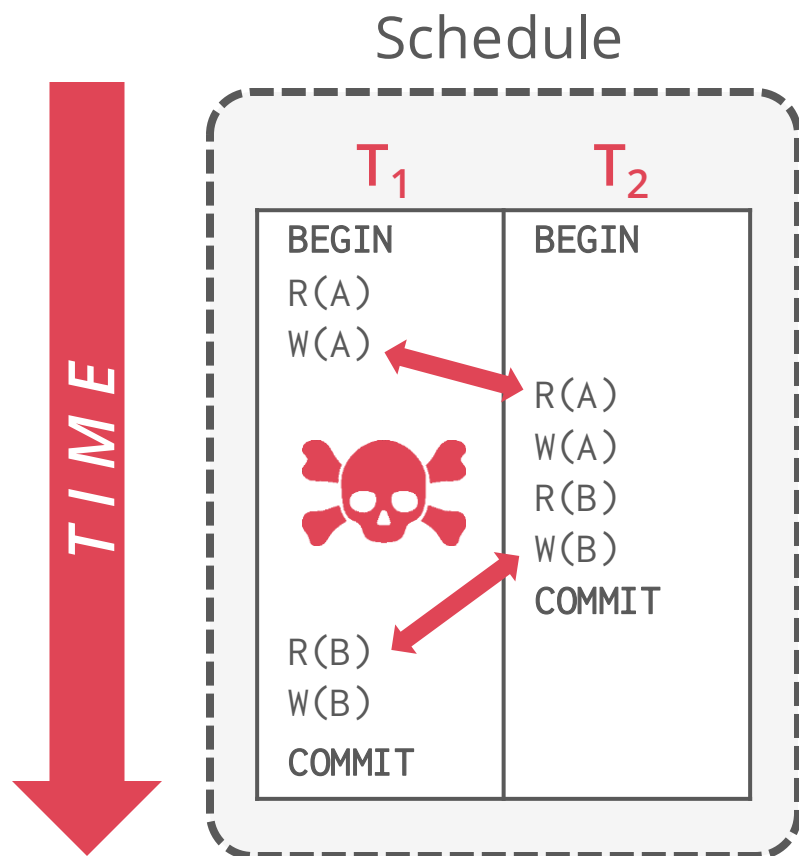 Schedule
TIME
T₁ T₂
BEGIN BEGIN
R(A)
W(A)
R(A)
W(A)
R(B)
W(B)
COMMIT
R(B)
W(B)
COMMIT